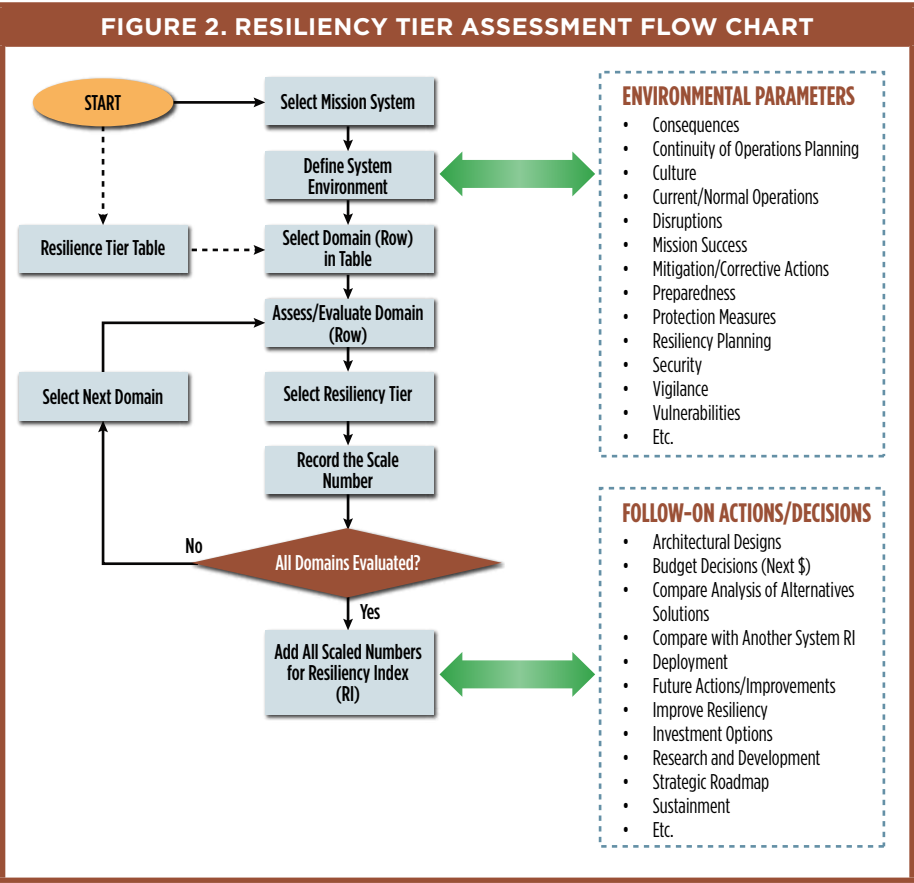 FIGURE 2. RESILIENCY TIER ASSESSMENT FLOW CHART
START
Select Mission System
Define System
Environment
Resilience Tier Table
Select Domain (Row)
in Table
Assess/Evaluate Domain
(Row)
Select Next Domain
Select Resiliency Tier
Record the Scale
Number
No
All Domains Evaluated?
Yes
Add All Scaled Numbers
for Resiliency Index
(RI)
ENVIRONMENTAL PARAMETERS
• Consequences
• Continuity of Operations Planning
• Culture
• Current/Normal Operations
• Disruptions
• Mission Success
• Mitigation/Corrective Actions
• Preparedness
• Protection Measures
• Resiliency Planning
• Security
• Vigilance
• Vulnerabilities
• Etc.
FOLLOW-ON ACTIONS/DECISIONS
• Architectural Designs
• Budget Decisions (Next $)
• Compare Analysis of Alternatives
Solutions
• Compare with Another System RI
• Deployment
• Future Actions/Improvements
• Improve Resiliency
• Investment Options
• Research and Development
• Strategic Roadmap
• Sustainment
• Etc.